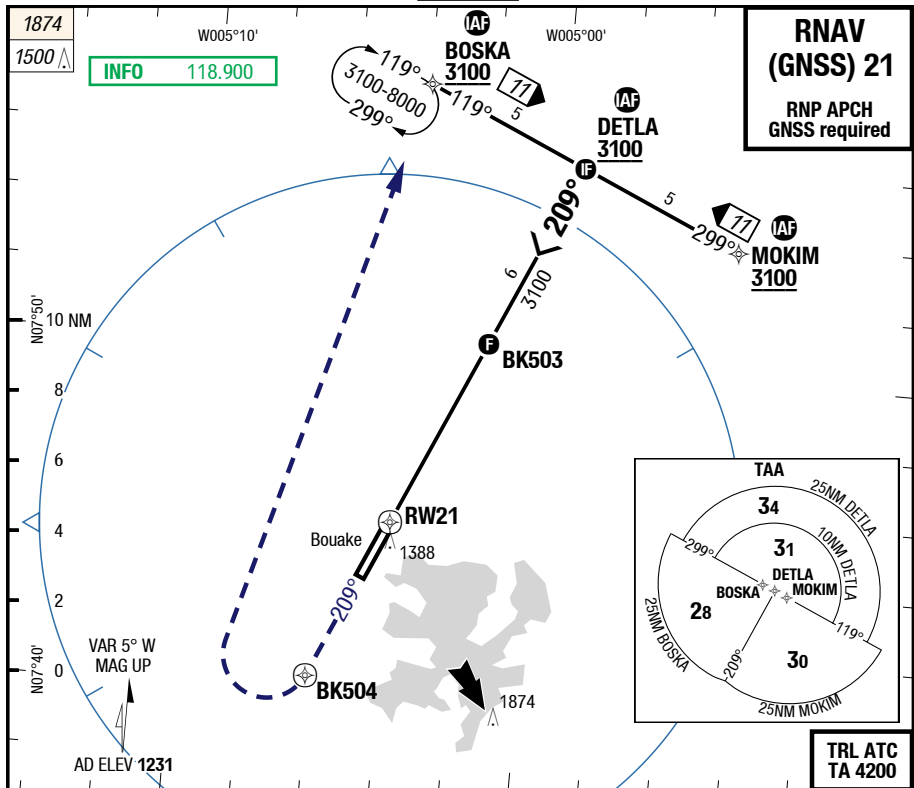 1874
1500
INFO 118.900
W005°10'
W005°00'
RNAV
(GNSS) 21
RNP APCH
GNSS required
IAF
BOSKA
3100
119°
3100-8000
299°
119°
11
5
IAF
DETLA
3100
IF
209°
5
11
299°
IAF
MOKIM
3100
6
3100
F
BK503
N07°50'
10 NM
8
6
4
2
0
N07°40'
RW21
Bouake
1388
209°
BK504
1874
VAR 5° W
MAG UP
AD ELEV 1231
TAA
25NM DETLA
34
299°
31
10NM DETLA
DETLA
BOSKA
MOKIM
28
25NM BOSKA
119°
209°
30
25NM MOKIM
TRL ATC
TA 4200